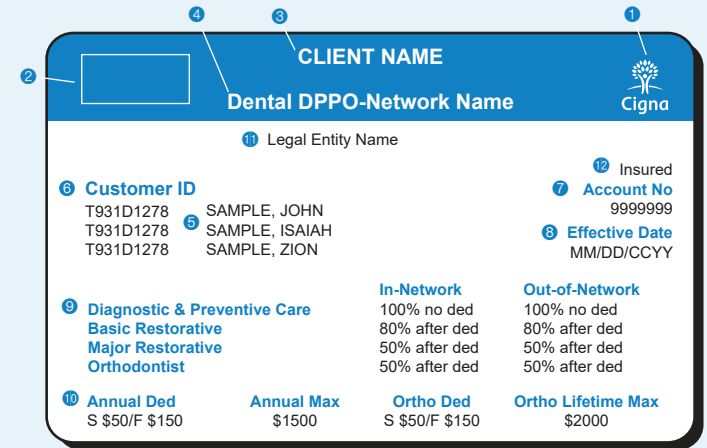 4 3 1
CLIENT NAME
2
Dental DPPO-Network Name
Cigna
11 Legal Entity Name
12 Insured
6 Customer ID
7 Account No
T931D1278 5 SAMPLE, JOHN
9999999
T931D1278 SAMPLE, ISAIAH
8 Effective Date
T931D1278 SAMPLE, ZION
MM/DD/CCYY
In-Network Out-of-Network
9 Diagnostic & Preventive Care 100% no ded 100% no ded
Basic Restorative 80% after ded 80% after ded
Major Restorative 50% after ded 50% after ded
Orthodontist 50% after ded 50% after ded
10 Annual Ded Annual Max Ortho Ded Ortho Lifetime Max
S $50/F $150 $1500 S $50/F $150 $2000